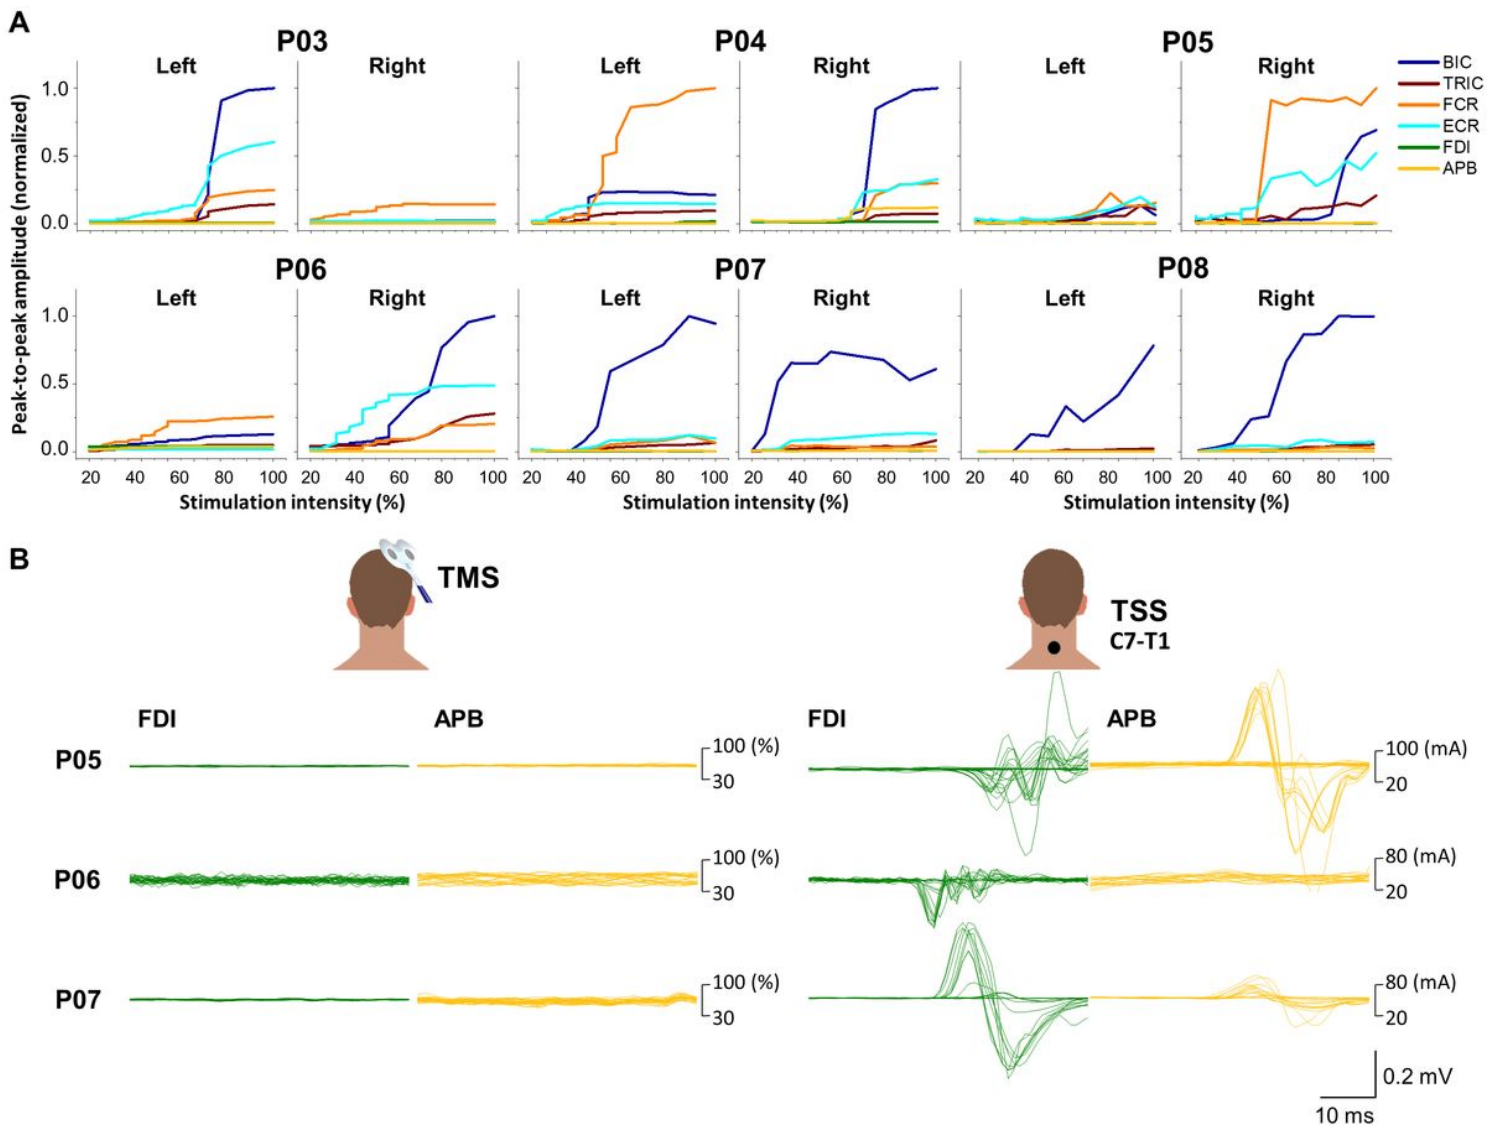 A
P03
P04
P05
Left
Right
Left
Right
Left
Right
BIC
TRIC
FCR
ECR
FDI
APB
Peak-to-peak amplitude (normalized)
1.0
0.5
0.0
P06
P07
P08
Left
Right
Left
Right
Left
Right
1.0
0.5
0.0
20 40 60 80 100 20 40 60 80 100 20 40 60 80 100 20 40 60 80 100 20 40 60 80 100 20 40 60 80 100
Stimulation intensity (%)
Stimulation intensity (%)
Stimulation intensity (%)
B
TMS
TSS
C7-T1
FDI
APB
FDI
APB
P05
100 (%)
30
100 (mA)
20
P06
100 (%)
30
80 (mA)
20
P07
100 (%)
30
80 (mA)
20
0.2 mV
10 ms